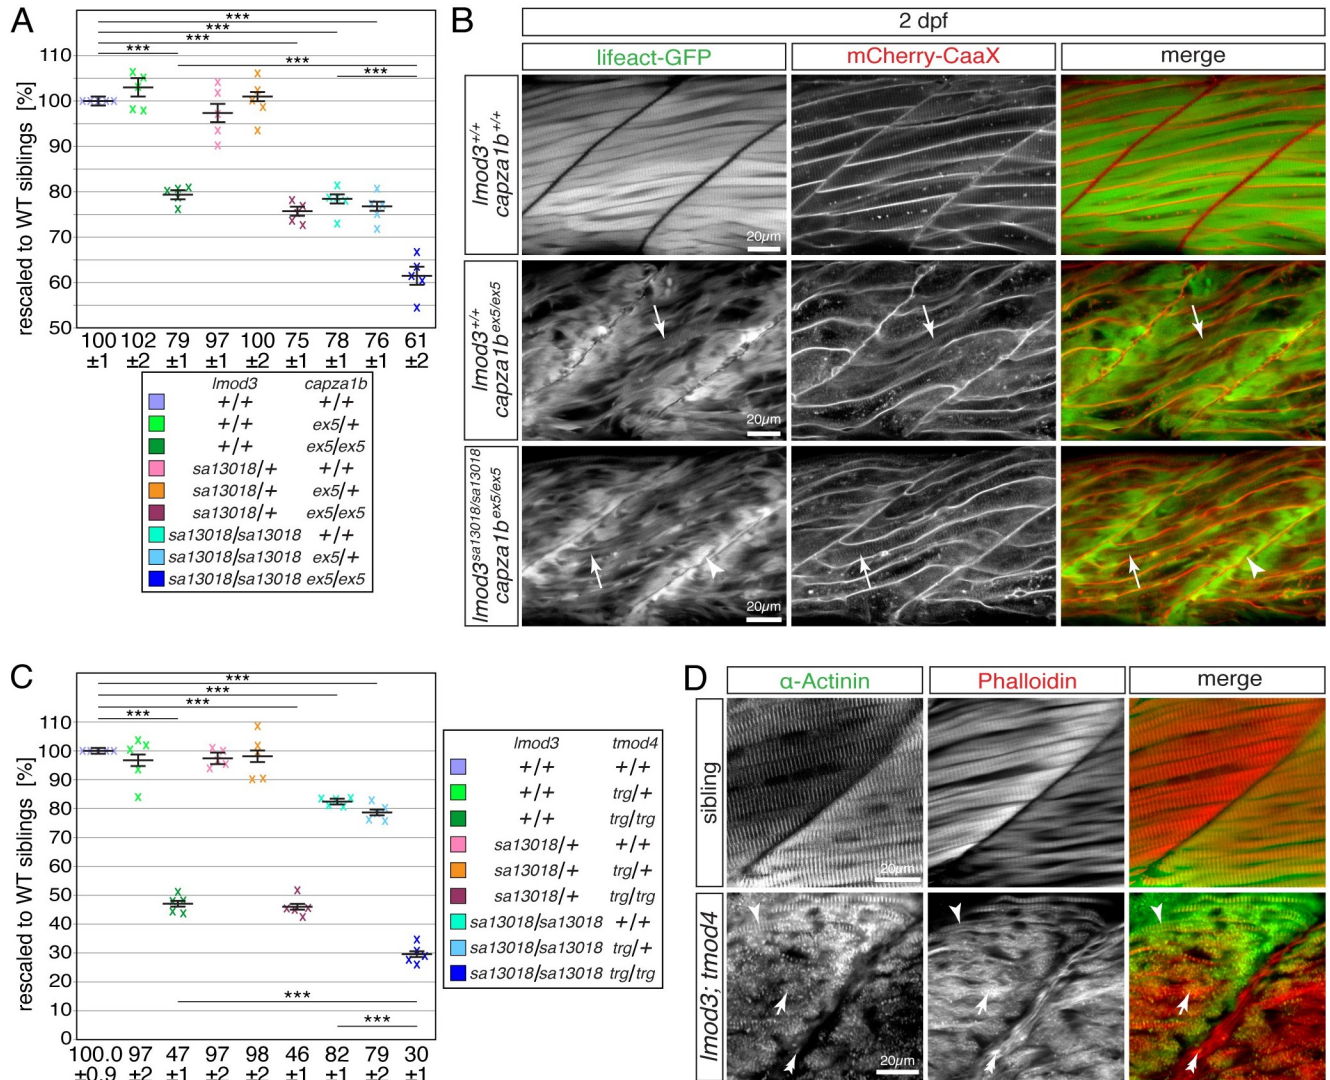 A
***
***
***
***
***
***
rescaled to WT siblings [%]
110
100
90
80
70
60
50
100 102 79 97 100 75 78 76 61
±1 ±2 ±1 ±1 ±2 ±1 ±1 ±1 ±2
lmod3 capza1b
+/+ +/+
+/+ ex5/+
+/+ ex5/ex5
sa13018/+ +/+
sa13018/+ ex5/+
sa13018/+ ex5/ex5
sa13018/sa13018 +/+
sa13018/sa13018 ex5/+
sa13018/sa13018 ex5/ex5
B
2 dpf
lifeact-GFP mCherry-CaaX merge
lmod3+/+
capza1b+/+
20µm
lmod3+/+
capza1bex5/ex5
20µm
lmod3sa13018/sa13018
capza1bex5/ex5
20µm
C
***
***
***
***
rescaled to WT siblings [%]
110
100
90
80
70
60
50
40
30
20
10
0
***
***
100.0 97 47 97 98 46 82 79 30
±0.9 ±2 ±1 ±2 ±2 ±1 ±1 ±2 ±1
lmod3 tmod4
+/+ +/+
+/+ trg/+
+/+ trg/trg
sa13018/+ +/+
sa13018/+ trg/+
sa13018/+ trg/trg
sa13018/sa13018 +/+
sa13018/sa13018 trg/+
sa13018/sa13018 trg/trg
D
α-Actinin Phalloidin merge
sibling
20µm
lmod3; tmod4
20µm